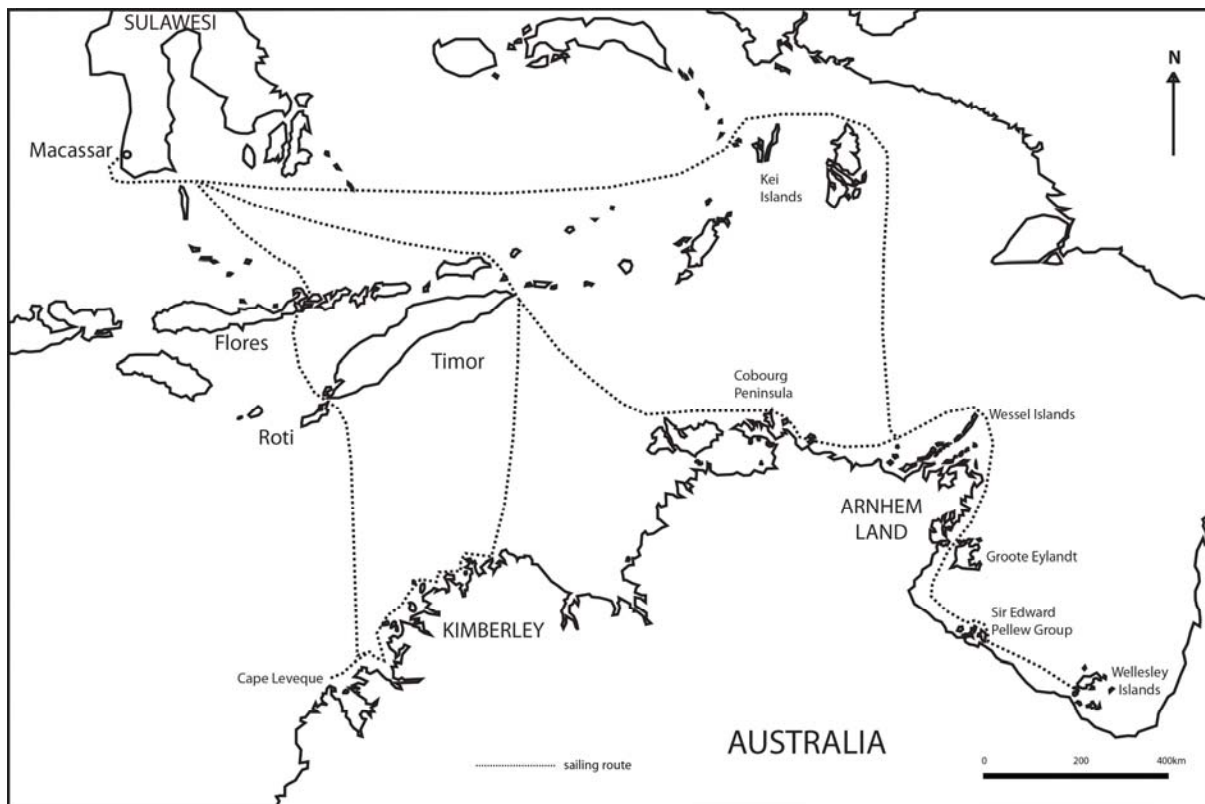 SULAWESI
N
Macassar
Kei
Islands
Flores
Timor
Roti
Cobourg
Peninsula
Wessel Islands
ARNHEM
LAND
Groote Eylandt
Sir Edward
Pellew Group
KIMBERLEY
Cape Leveque
Wellesley
Islands
AUSTRALIA
sailing route
0 200 400km